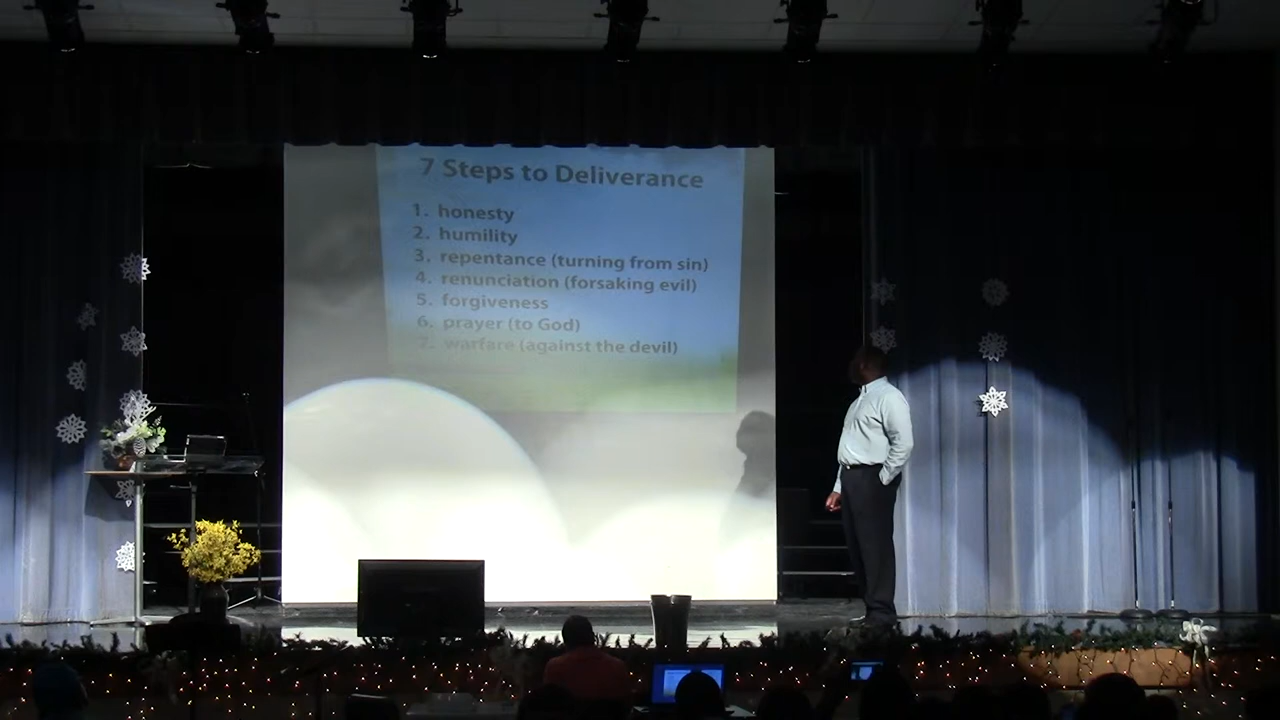 7 Steps to Deliverance
1. honesty
2. humility
3. repentance (turning from sin)
4. renunciation (forsaking evil)
5. forgiveness
6. prayer (to God)
7. warfare (against the devil)